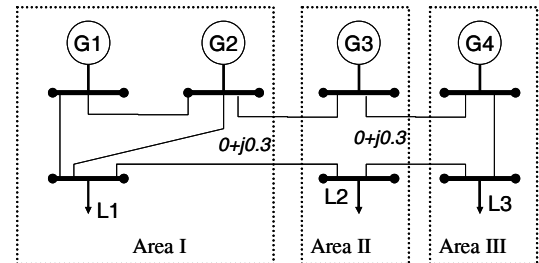 G1 G2 G3 G4
0+j0.3 0+j0.3
L1 L2 L3
Area I Area II Area III